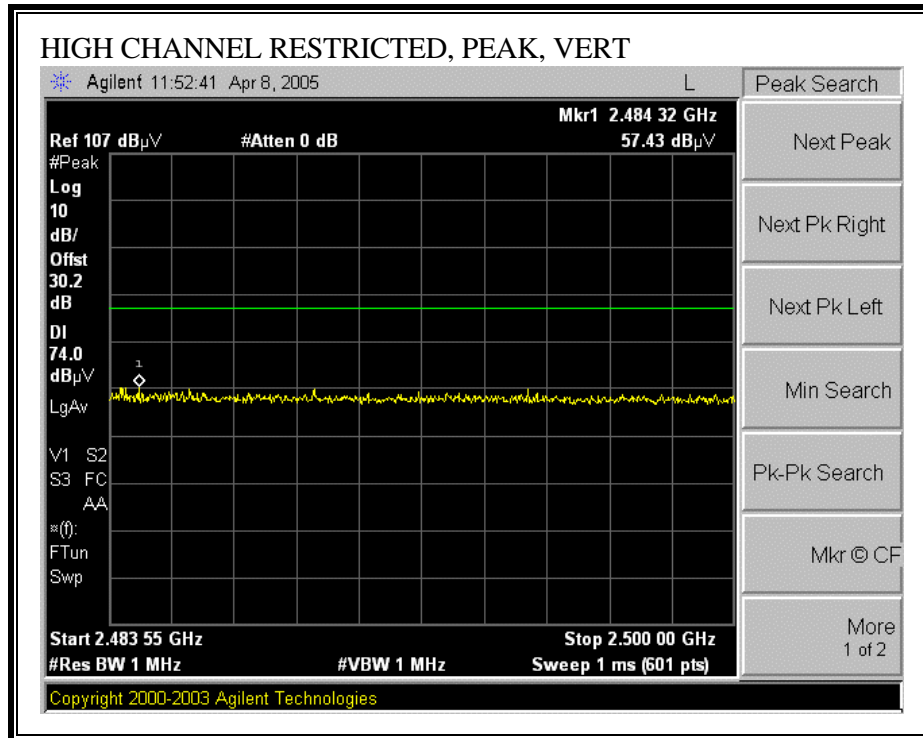 HIGH CHANNEL RESTRICTED, PEAK, VERT
Agilent 11:52:41 Apr 8, 2005 L
Peak Search
Mkr1 2.484 32 GHz
Ref 107 dBµV #Atten 0 dB 57.43 dBµV
#Peak
Log
10
dB/
Offst
30.2
dB
DI
74.0
dBµV
LgAv
1
V1 S2
S3 FC
AA
¤(f):
FTun
Swp
Start 2.483 55 GHz Stop 2.500 00 GHz
#Res BW 1 MHz #VBW 1 MHz Sweep 1 ms (601 pts)
Copyright 2000-2003 Agilent Technologies
Next Peak
Next Pk Right
Next Pk Left
Min Search
Pk-Pk Search
Mkr © CF
More
1 of 2